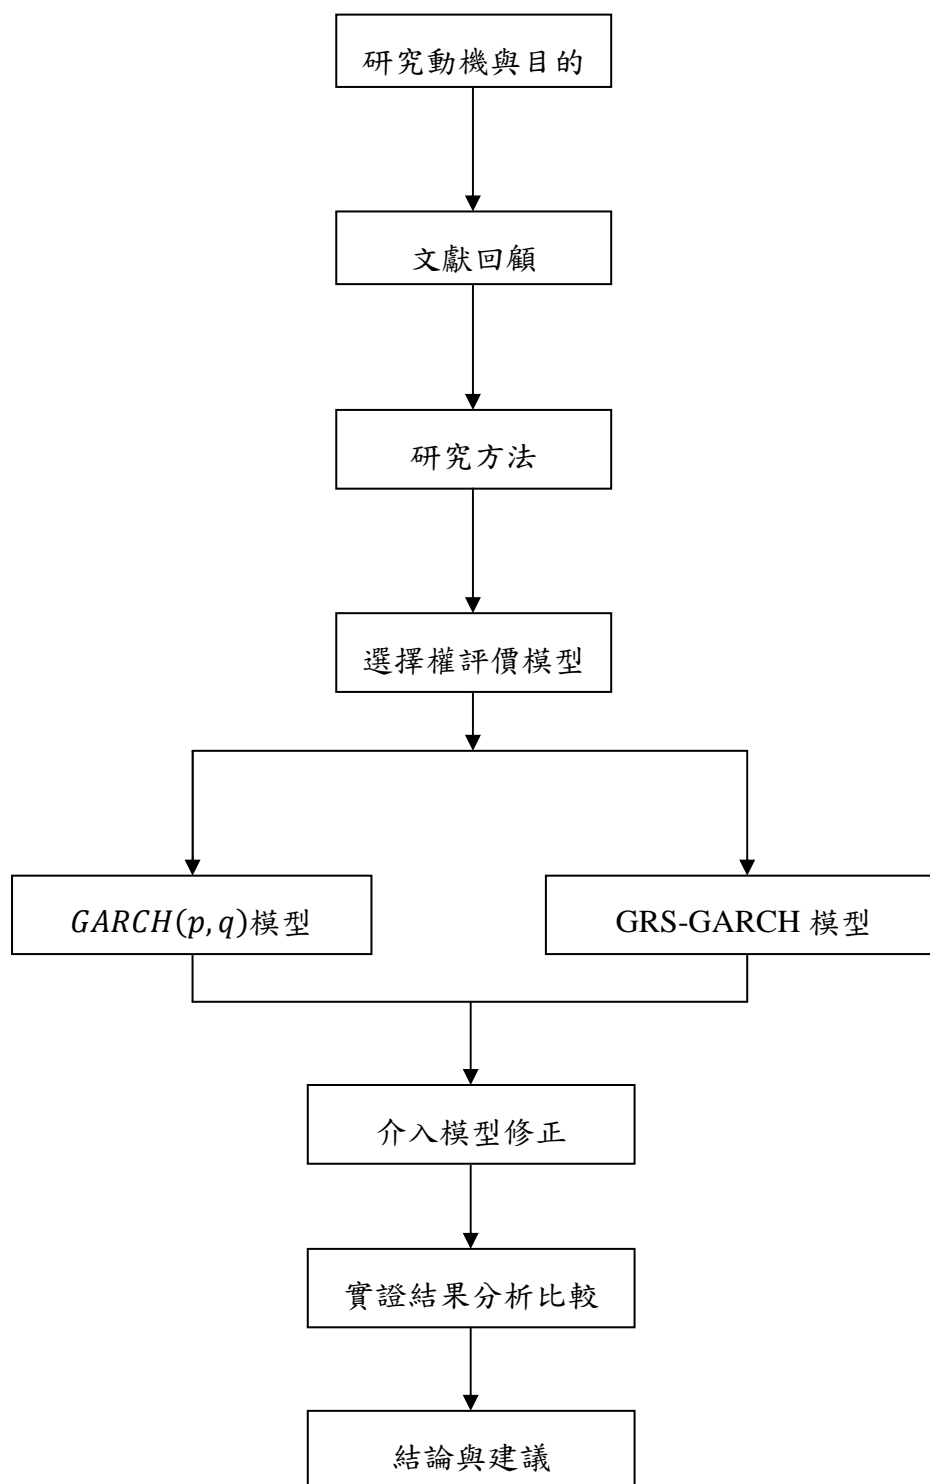 研究動機與目的
文獻回顧
研究方法
選擇權評價模型
GARCH(p,q)模型
GRS-GARCH 模型
介入模型修正
實證結果分析比較
結論與建議